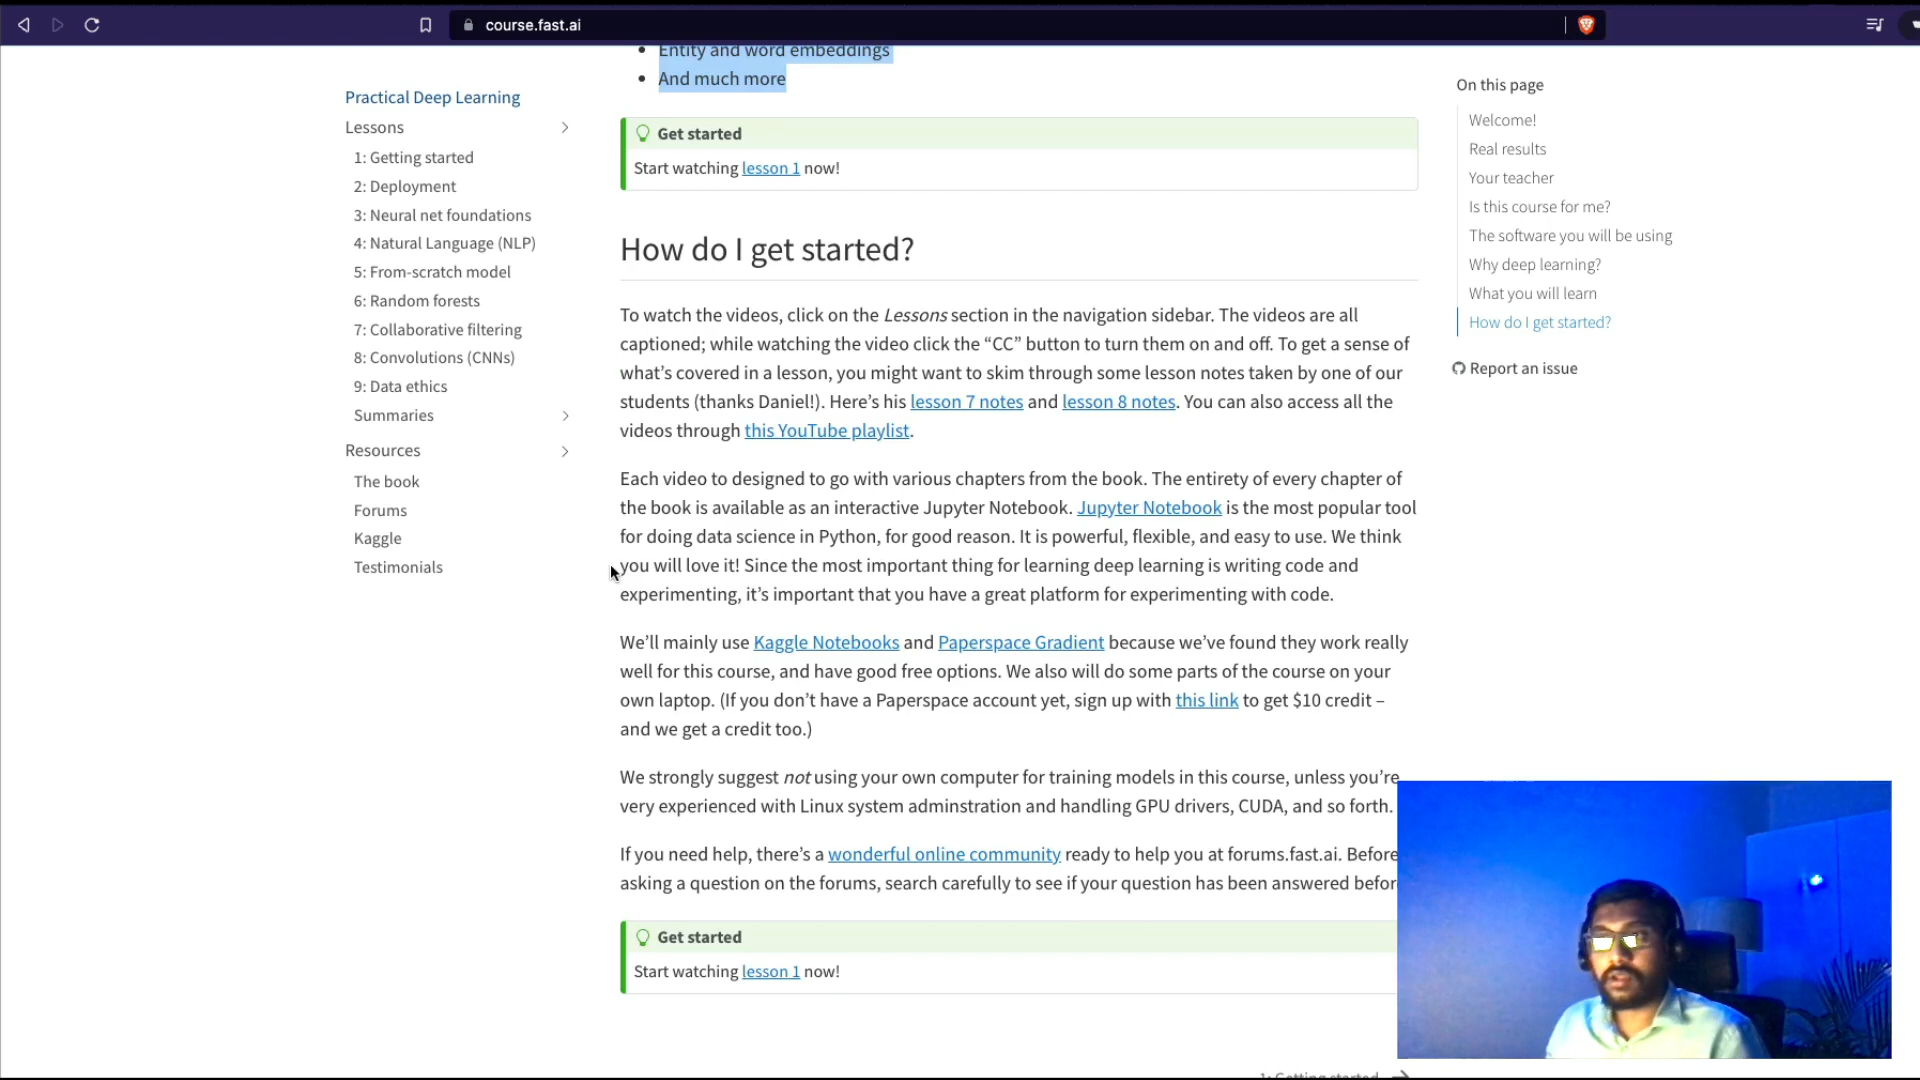 course.fast.ai
Practical Deep Learning
Lessons
1: Getting started
2: Deployment
3: Neural net foundations
4: Natural Language (NLP)
5: From-scratch model
6: Random forests
7: Collaborative filtering
8: Convolutions (CNNs)
9: Data ethics
Summaries
Resources
The book
Forums
Kaggle
Testimonials
Entity and word embeddings
And much more
Get started
Start watching lesson 1 now!
How do I get started?
To watch the videos, click on the Lessons section in the navigation sidebar. The videos are all
captioned; while watching the video click the “CC” button to turn them on and off. To get a sense of
what’s covered in a lesson, you might want to skim through some lesson notes taken by one of our
students (thanks Daniel!). Here’s his lesson 7 notes and lesson 8 notes. You can also access all the
videos through this YouTube playlist.
Each video to designed to go with various chapters from the book. The entirety of every chapter of
the book is available as an interactive Jupyter Notebook. Jupyter Notebook is the most popular tool
for doing data science in Python, for good reason. It is powerful, flexible, and easy to use. We think
you will love it! Since the most important thing for learning deep learning is writing code and
experimenting, it’s important that you have a great platform for experimenting with code.
We’ll mainly use Kaggle Notebooks and Paperspace Gradient because we’ve found they work really
well for this course, and have good free options. We also will do some parts of the course on your
own laptop. (If you don’t have a Paperspace account yet, sign up with this link to get $10 credit –
and we get a credit too.)
We strongly suggest not using your own computer for training models in this course, unless you’re
very experienced with Linux system adminstration and handling GPU drivers, CUDA, and so forth.
If you need help, there’s a wonderful online community ready to help you at forums.fast.ai. Before
asking a question on the forums, search carefully to see if your question has been answered befor
Get started
Start watching lesson 1 now!
1: Getting started
On this page
Welcome!
Real results
Your teacher
Is this course for me?
The software you will be using
Why deep learning?
What you will learn
How do I get started?
Report an issue